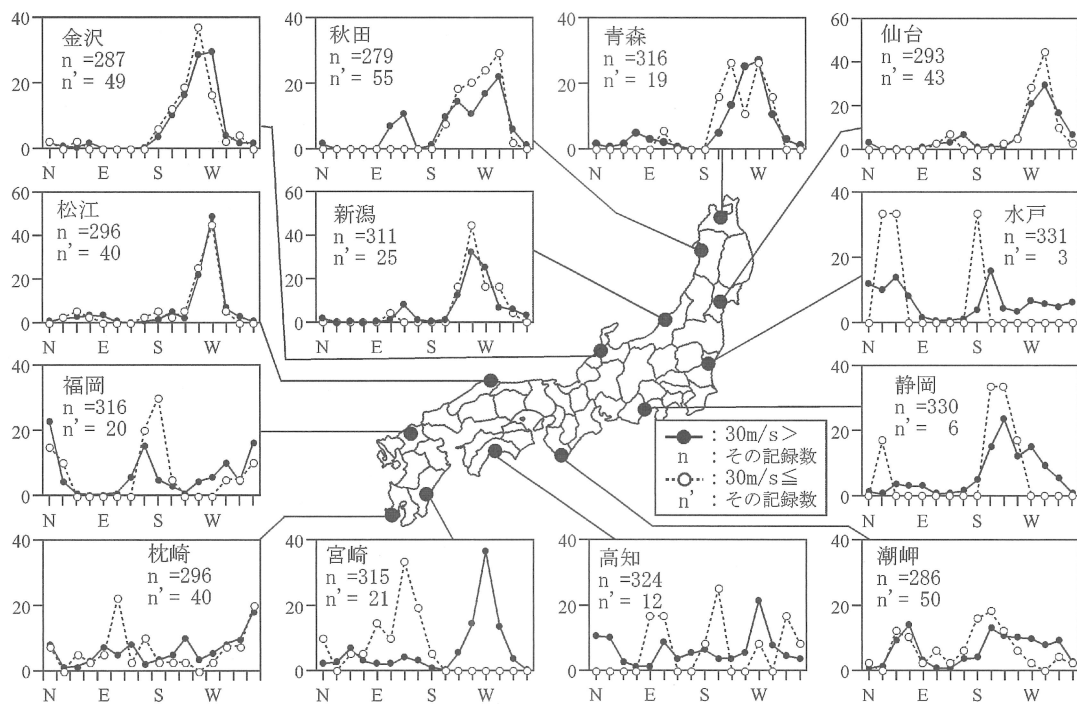 40
20
0
金沢
n =287
n'= 49
N E S W
40
20
0
秋田
n =279
n'= 55
N E S W
40
20
0
青森
n =316
n'= 19
N E S W
60
40
20
0
仙台
n =293
n'= 43
N E S W
60
40
20
0
松江
n =296
n'= 40
N E S W
60
40
20
0
新潟
n =311
n'= 25
N E S W
40
20
0
水戸
n =331
n'= 3
N E S W
40
20
0
福岡
n =316
n'= 20
N E S W
40
20
0
静岡
n =330
n'= 6
N E S W
: 30m/s>
n : その記録数
: 30m/s≦
n' : その記録数
40
20
0
枕崎
n =296
n'= 40
N E S W
40
20
0
宮崎
n =315
n'= 21
N E S W
40
20
0
高知
n =324
n'= 12
N E S W
40
20
0
潮岬
n =286
n'= 50
N E S W